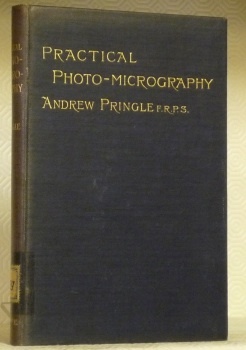 PRACTICAL
PHOTO-MICROGRAPHY
ANDREW PRINGLE F.R.P.S.